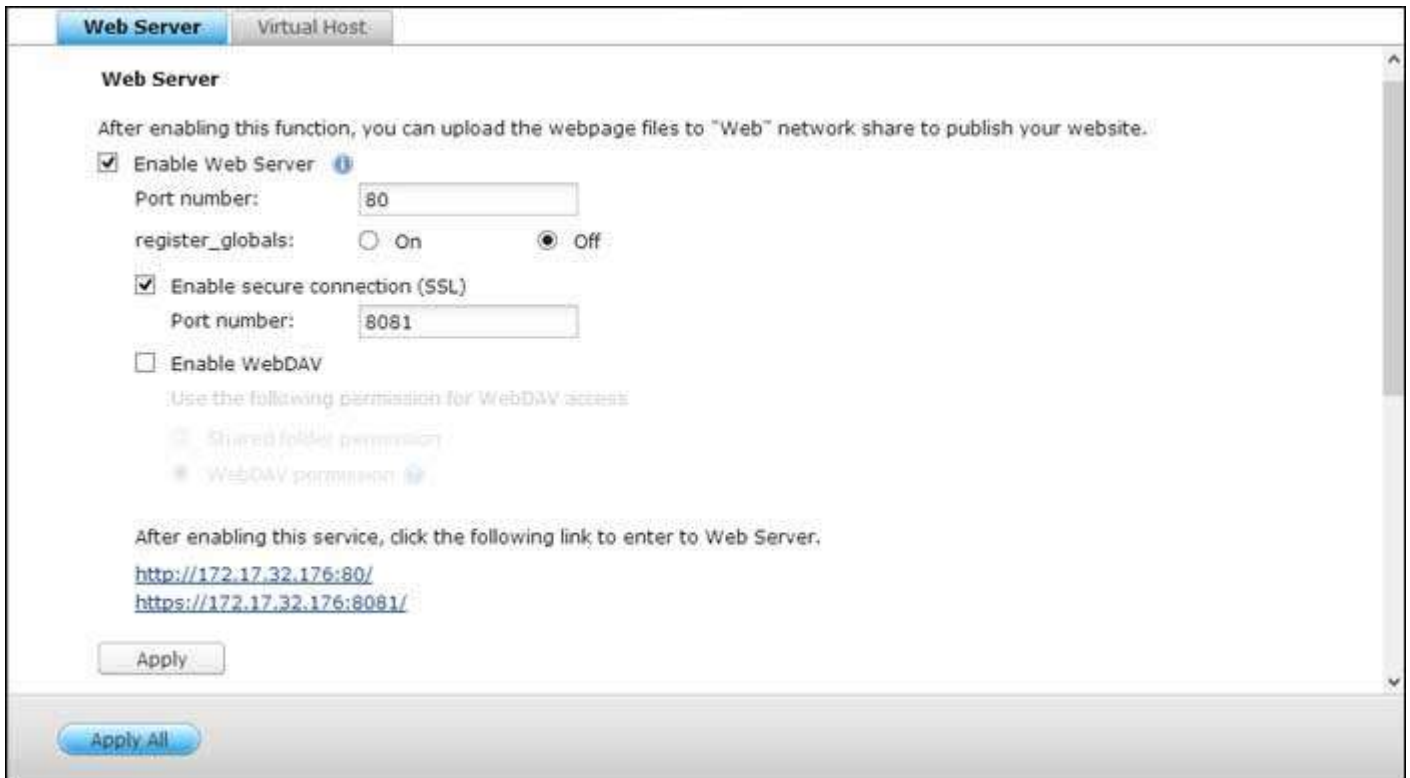 Web Server Virtual Host
Web Server
After enabling this function, you can upload the webpage files to "Web" network share to publish your website.
Enable Web Server
Port number: 80
register_globals: On Off
Enable secure connection (SSL)
Port number: 8081
Enable WebDAV
Use the following permission for WebDAV access
Shared folder permission
WebDAV permission
After enabling this service, click the following link to enter to Web Server.
http://172.17.32.176:80/
https://172.17.32.176:8081/
Apply
Apply All